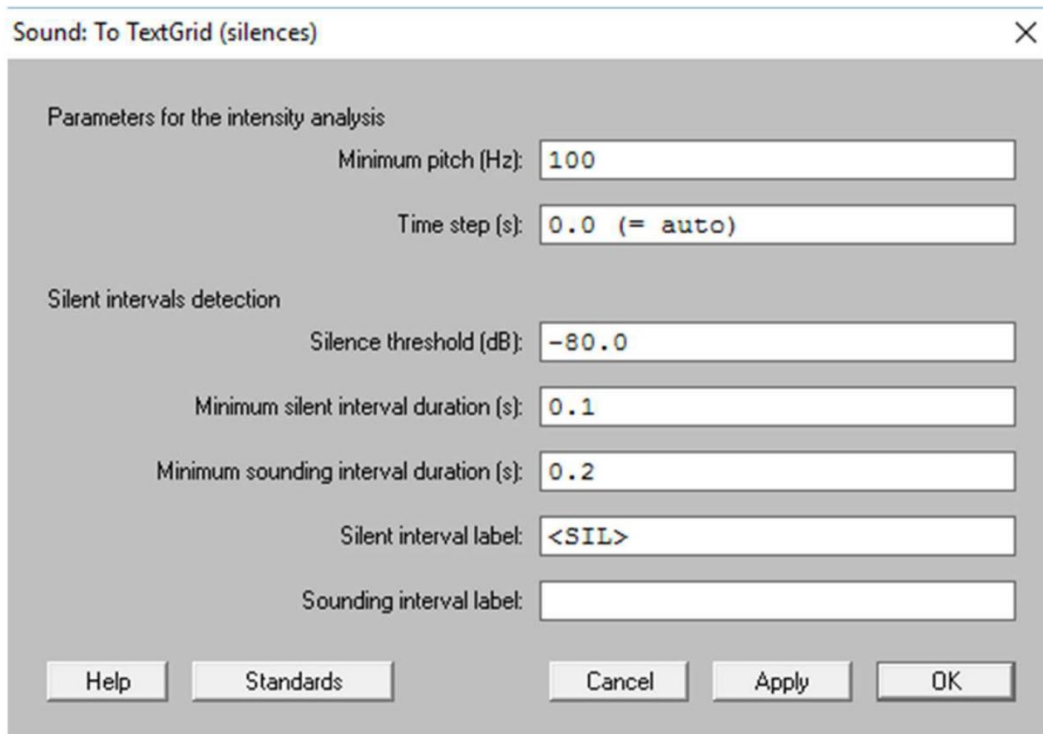 Sound: To TextGrid (silences)
Parameters for the intensity analysis
Minimum pitch (Hz): 100
Time step (s): 0.0 (= auto)
Silent intervals detection
Silence threshold (dB): -80.0
Minimum silent interval duration (s): 0.1
Minimum sounding interval duration (s): 0.2
Silent interval label: <SIL>
Sounding interval label:
Help Standards Cancel Apply OK